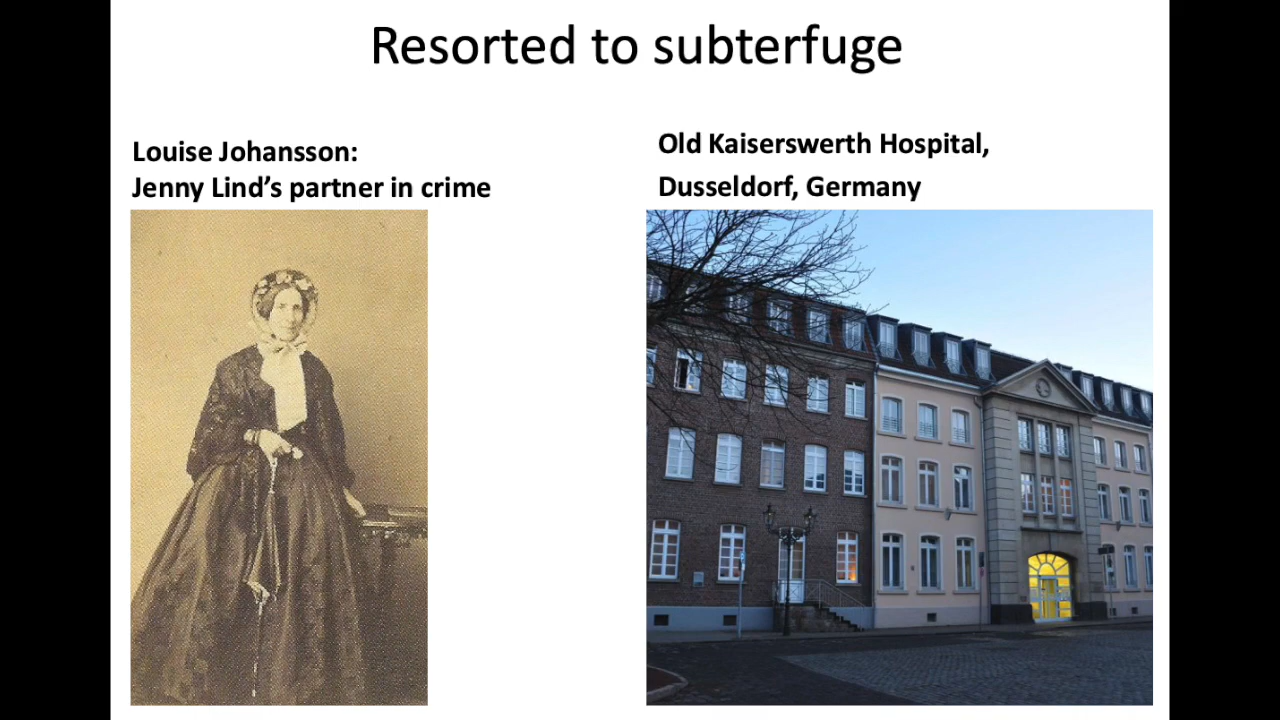 Resorted to subterfuge
Louise Johansson:
Jenny Lind’s partner in crime
Old Kaiserswerth Hospital,
Dusseldorf, Germany